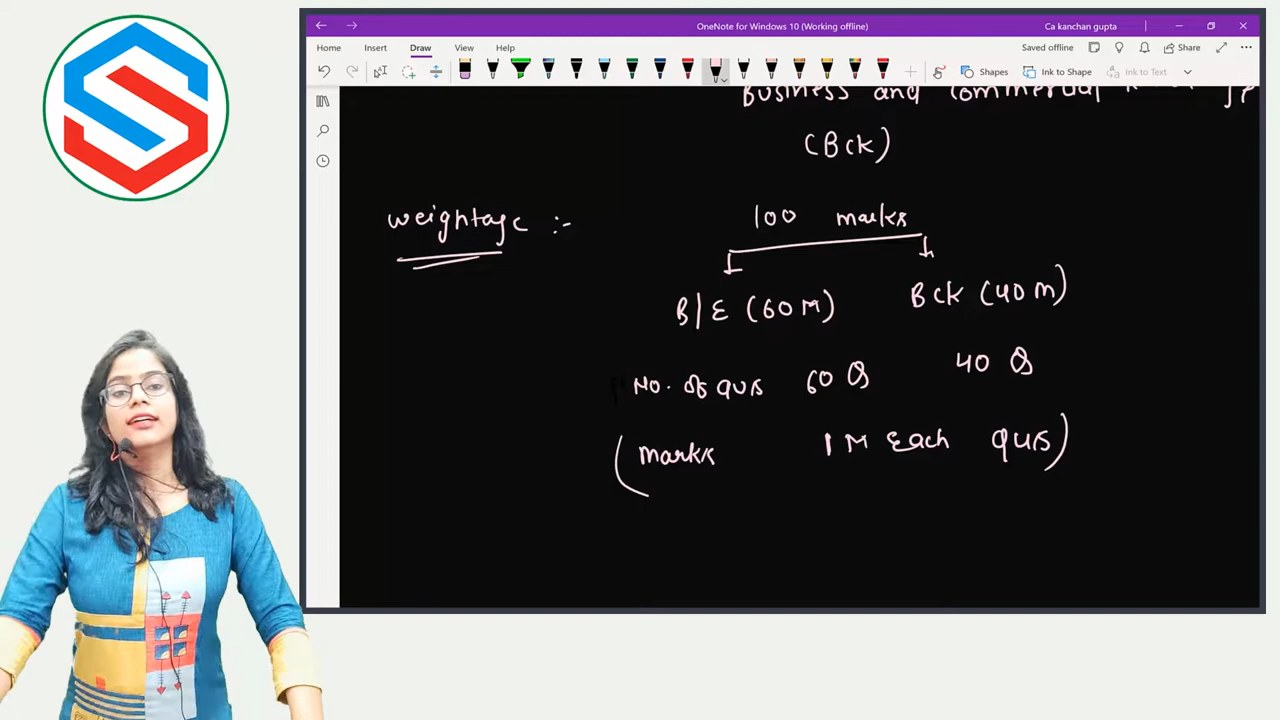 OneNote for Windows 10 (Working offline)
Ca kanchan gupta
Home Insert Draw View Help
Saved offline
Share
Shapes
Ink to Shape
Ink to Text
Business and Commercial
(BCK)
weightage :-
100 marks
B/E (60 M) BCK (40 M)
No. of ques 60 Q 40 Q
(marks 1 M Each ques)